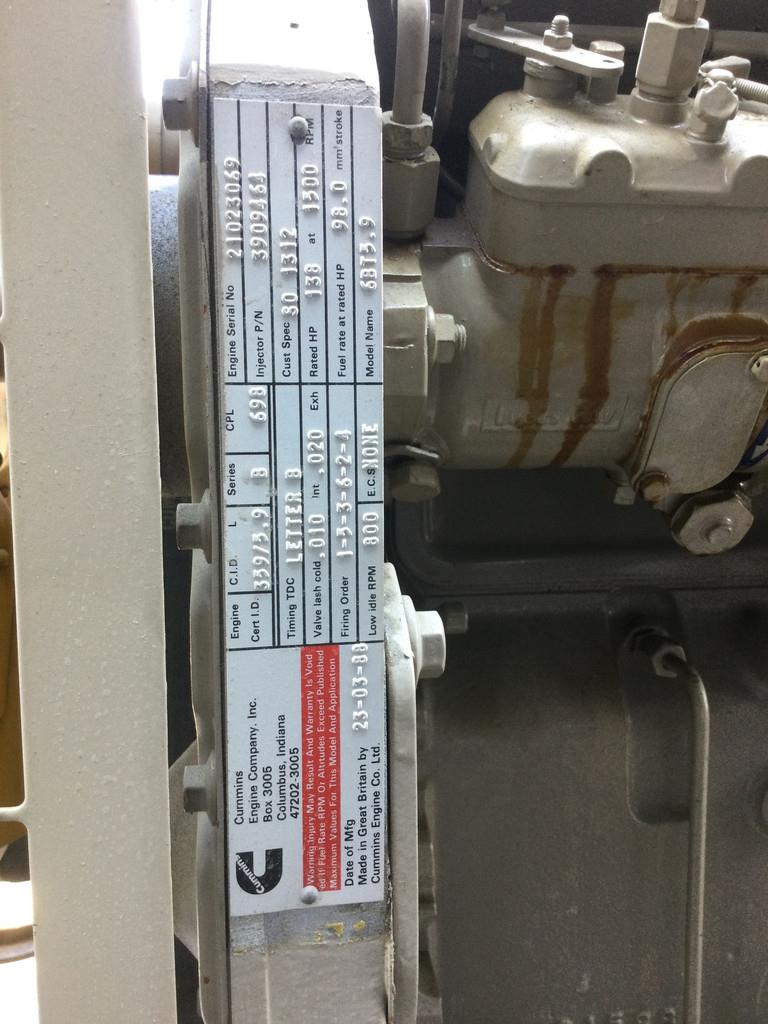 Cummins
Cummins
Engine Company, Inc.
Box 3005
Columbus, Indiana
47202-3005
Warning Injury May Result And Warranty Is Void
ed If Fuel Rate RPM Or Altitudes Exceed Published
Maximum Values For This Model And Application
Date of Mfg 23-03-88
Made in Great Britain by
Cummins Engine Co. Ltd.
Engine C.I.D. L Series CPL Engine Serial No 21023069
Cert I.D. 359/5.9 B 698 Injector P/N 3909464
Timing TDC LETTER B Cust Spec SO J312
Valve lash cold .010 Int .020 Exh Rated HP 138 at RPM
Firing Order 1=5=3=6=2=4 Fuel rate at rated HP 98.0 mm³stroke
Low idle RPM 800 E.C.S NONE Model Name 6BT5.9